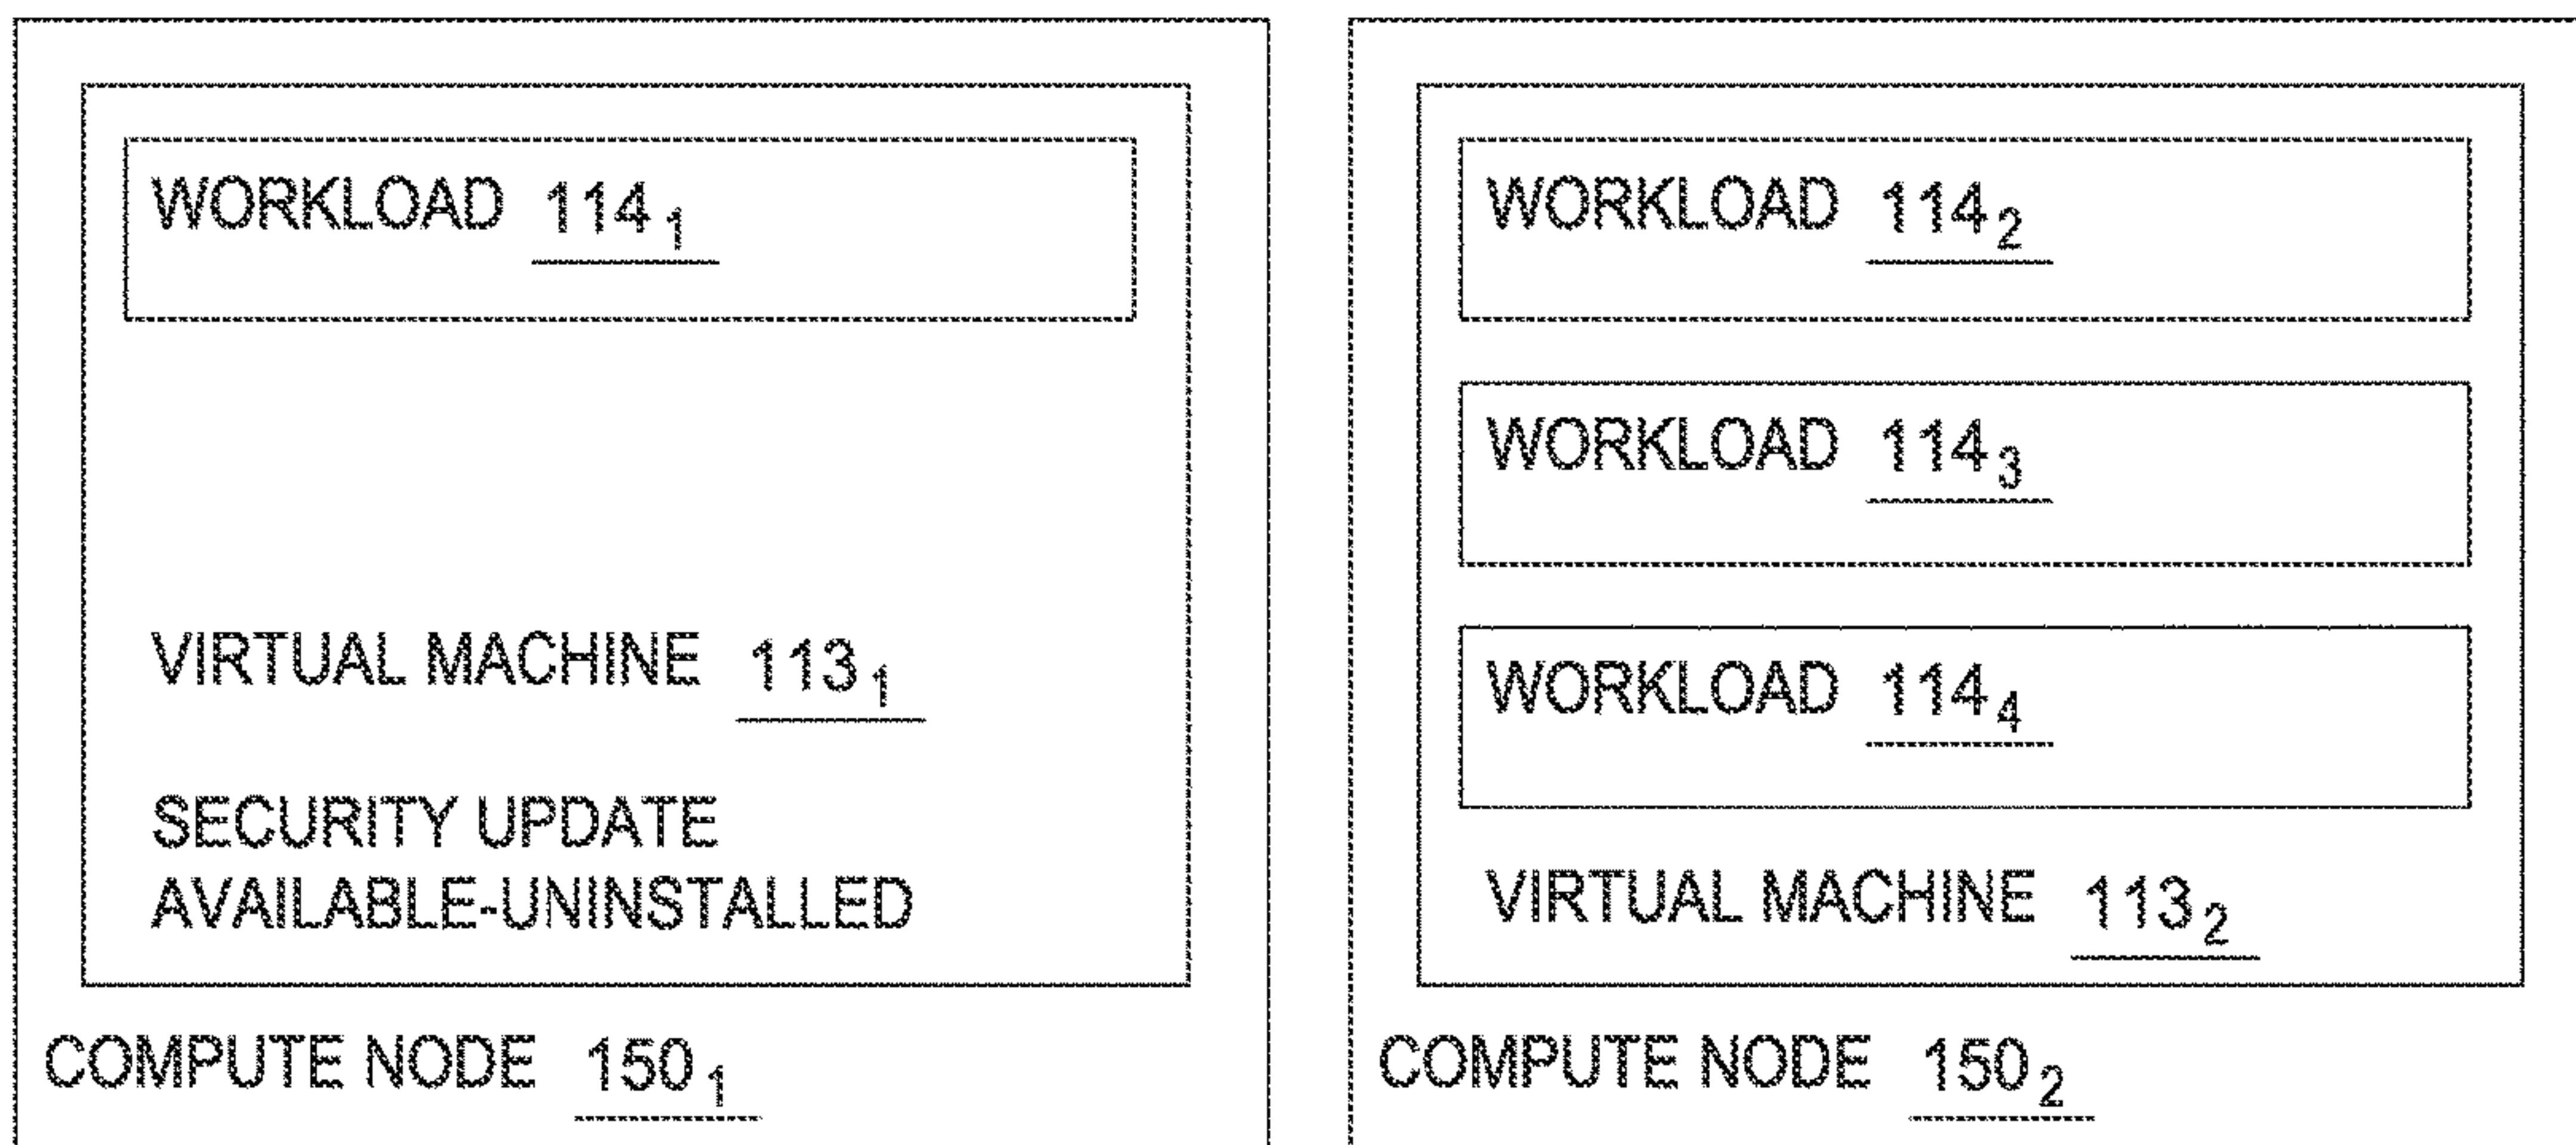 WORKLOAD 114₁
VIRTUAL MACHINE 113₁
SECURITY UPDATE
AVAILABLE-UNINSTALLED
COMPUTE NODE 150₁
WORKLOAD 114₂
WORKLOAD 114₃
WORKLOAD 114₄
VIRTUAL MACHINE 113₂
COMPUTE NODE 150₂